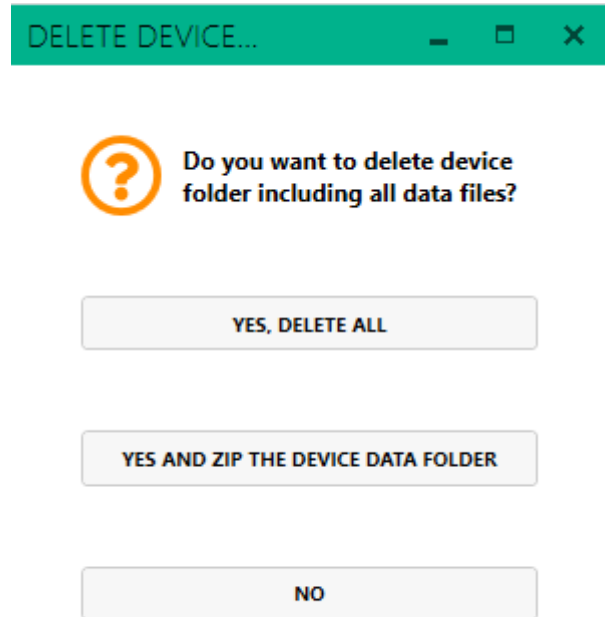 DELETE DEVICE...
Do you want to delete device
folder including all data files?
YES, DELETE ALL
YES AND ZIP THE DEVICE DATA FOLDER
NO